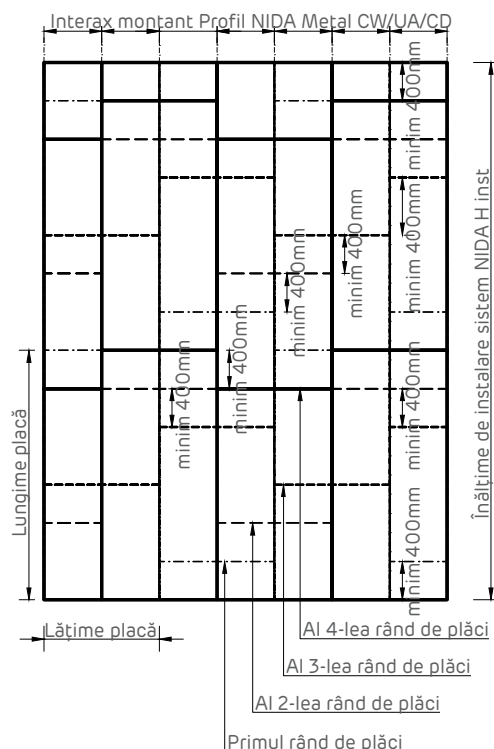 Interax montant Profil NIDA Metal CW/UA/CD
minim 400mm
minim 400mm
minim 400mm
minim 400mm
minim 400mm
minim 400mm
minim 400mm
minim 400mm
Înălțime de instalare sistem NIDA H inst
Lungime placă
minim 400mm
Lățime placă
Al 4-lea rând de plăci
Al 3-lea rând de plăci
Al 2-lea rând de plăci
Primul rând de plăci